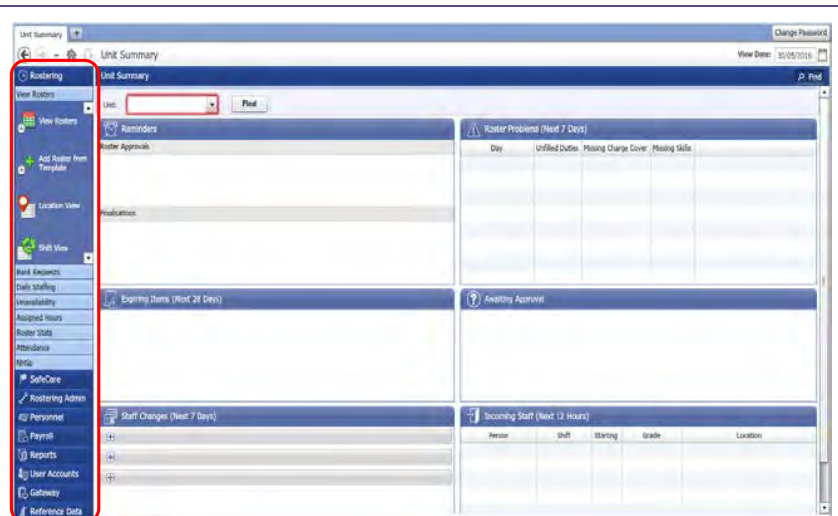 Unit Summary
Change Password
Unit Summary
View Date: 30/05/2016
Rostering
Unit Summary
Find
View Rosters
Unit:
Find
View Rosters
Add Roster from
Template
Location View
Shift View
Bank Requests
Daily Staffing
Unavailability
Assigned Hours
Roster Stats
Attendance
SafeCare
Rostering Admin
Personnel
Payroll
Reports
User Accounts
Gateway
Reference Data
Reminders
Roster Approvals
Finalisations
Roster Problems (Next 7 Days)
Day Unfilled Duties Missing Charge Cover Missing Skills
Expiring Items (Next 28 Days)
Awaiting Approval
Staff Changes (Next 7 Days)
Incoming Staff (Next 12 Hours)
Person Shift Starting Grade Location